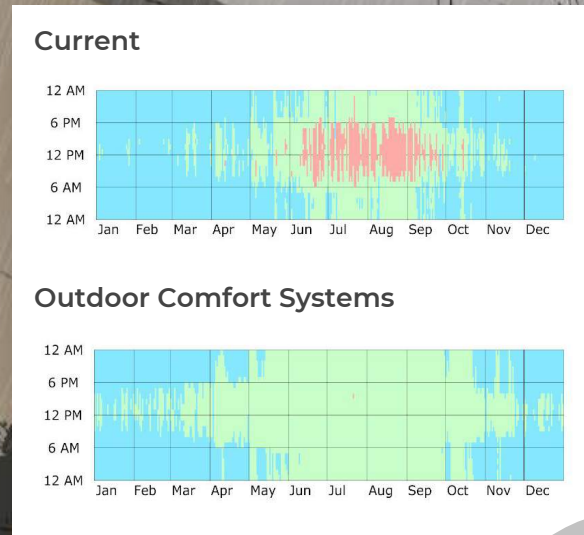 Current
12 AM
6 PM
12 PM
6 AM
12 AM
Jan Feb Mar Apr May Jun Jul Aug Sep Oct Nov Dec
Outdoor Comfort Systems
12 AM
6 PM
12 PM
6 AM
12 AM
Jan Feb Mar Apr May Jun Jul Aug Sep Oct Nov Dec